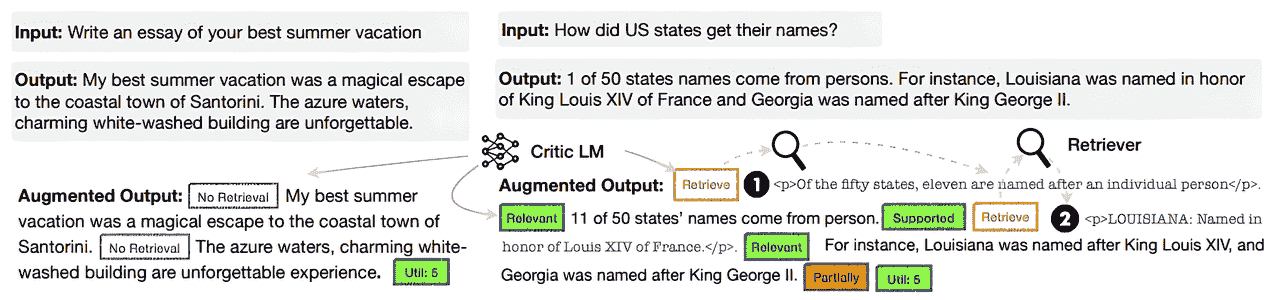 Input: Write an essay of your best summer vacation
Output: My best summer vacation was a magical escape
to the coastal town of Santorini. The azure waters,
charming white-washed building are unforgettable.
Augmented Output: No Retrieval My best summer
vacation was a magical escape to the coastal town of
Santorini. No Retrieval The azure waters, charming white-
washed building are unforgettable experience. Util: 5
Input: How did US states get their names?
Output: 1 of 50 states names come from persons. For instance, Louisiana was named in honor
of King Louis XIV of France and Georgia was named after King George II.
Critic LM
Retriever
Augmented Output: Retrieve 1 <p>Of the fifty states, eleven are named after an individual person</p>.
Relevant 11 of 50 states' names come from person. Supported Retrieve 2 <p>LOUISIANA: Named in
honor of Louis XIV of France.</p>. Relevant For instance, Louisiana was named after King Louis XIV, and
Georgia was named after King George II. Partially Util: 5